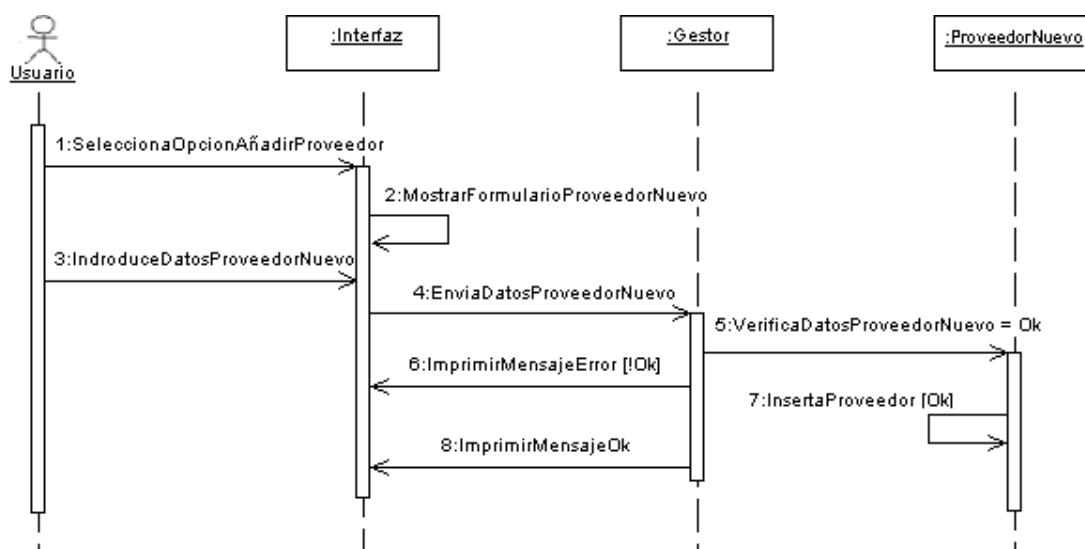 Usuario
:Interfaz
:Gestor
:ProveedorNuevo
1:SeleccionaOpcionAñadirProveedor
2:MostrarFormularioProveedorNuevo
3:IndroduceDatosProveedorNuevo
4:EnviaDatosProveedorNuevo
5:VerificaDatosProveedorNuevo = Ok
6:ImprimirMensajeError [!Ok]
7:InsertaProveedor [Ok]
8:ImprimirMensajeOk